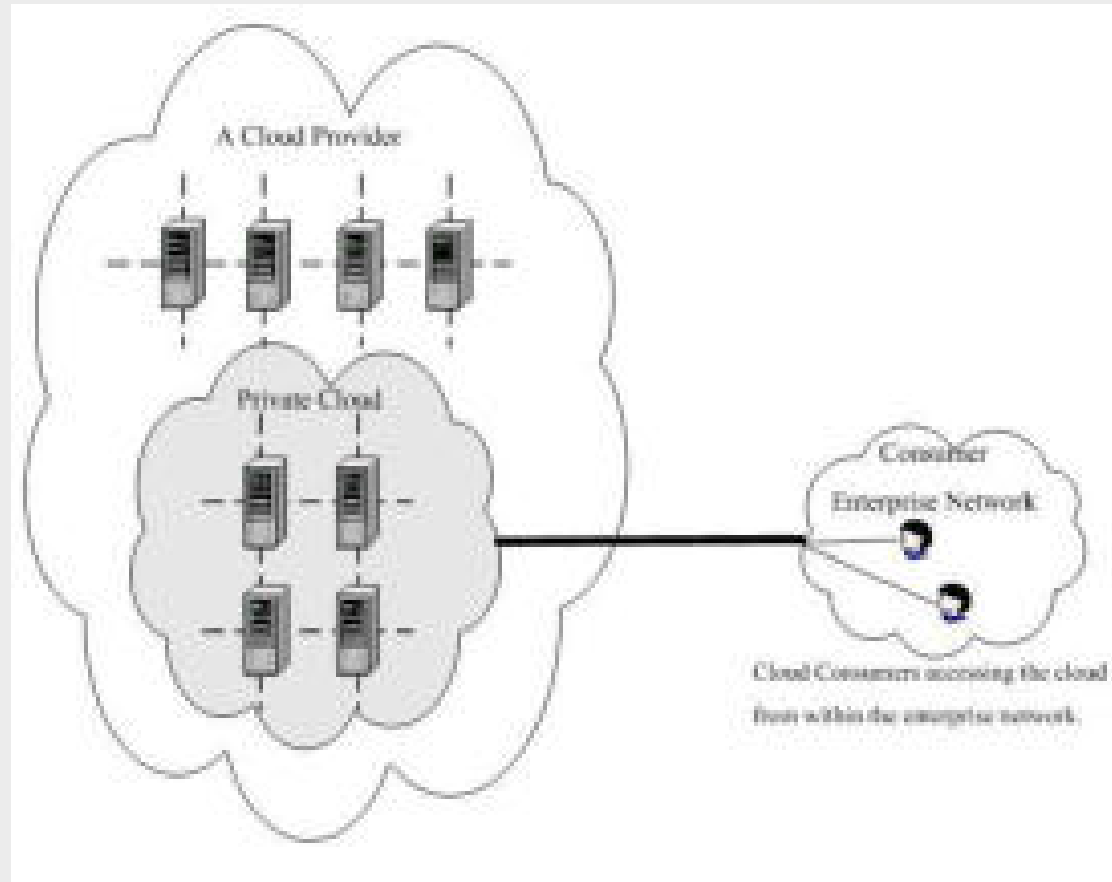 A Cloud Provider
Private Cloud
Consumer
Enterprise Network
Cloud Consumers accessing the cloud
from within the enterprise network.